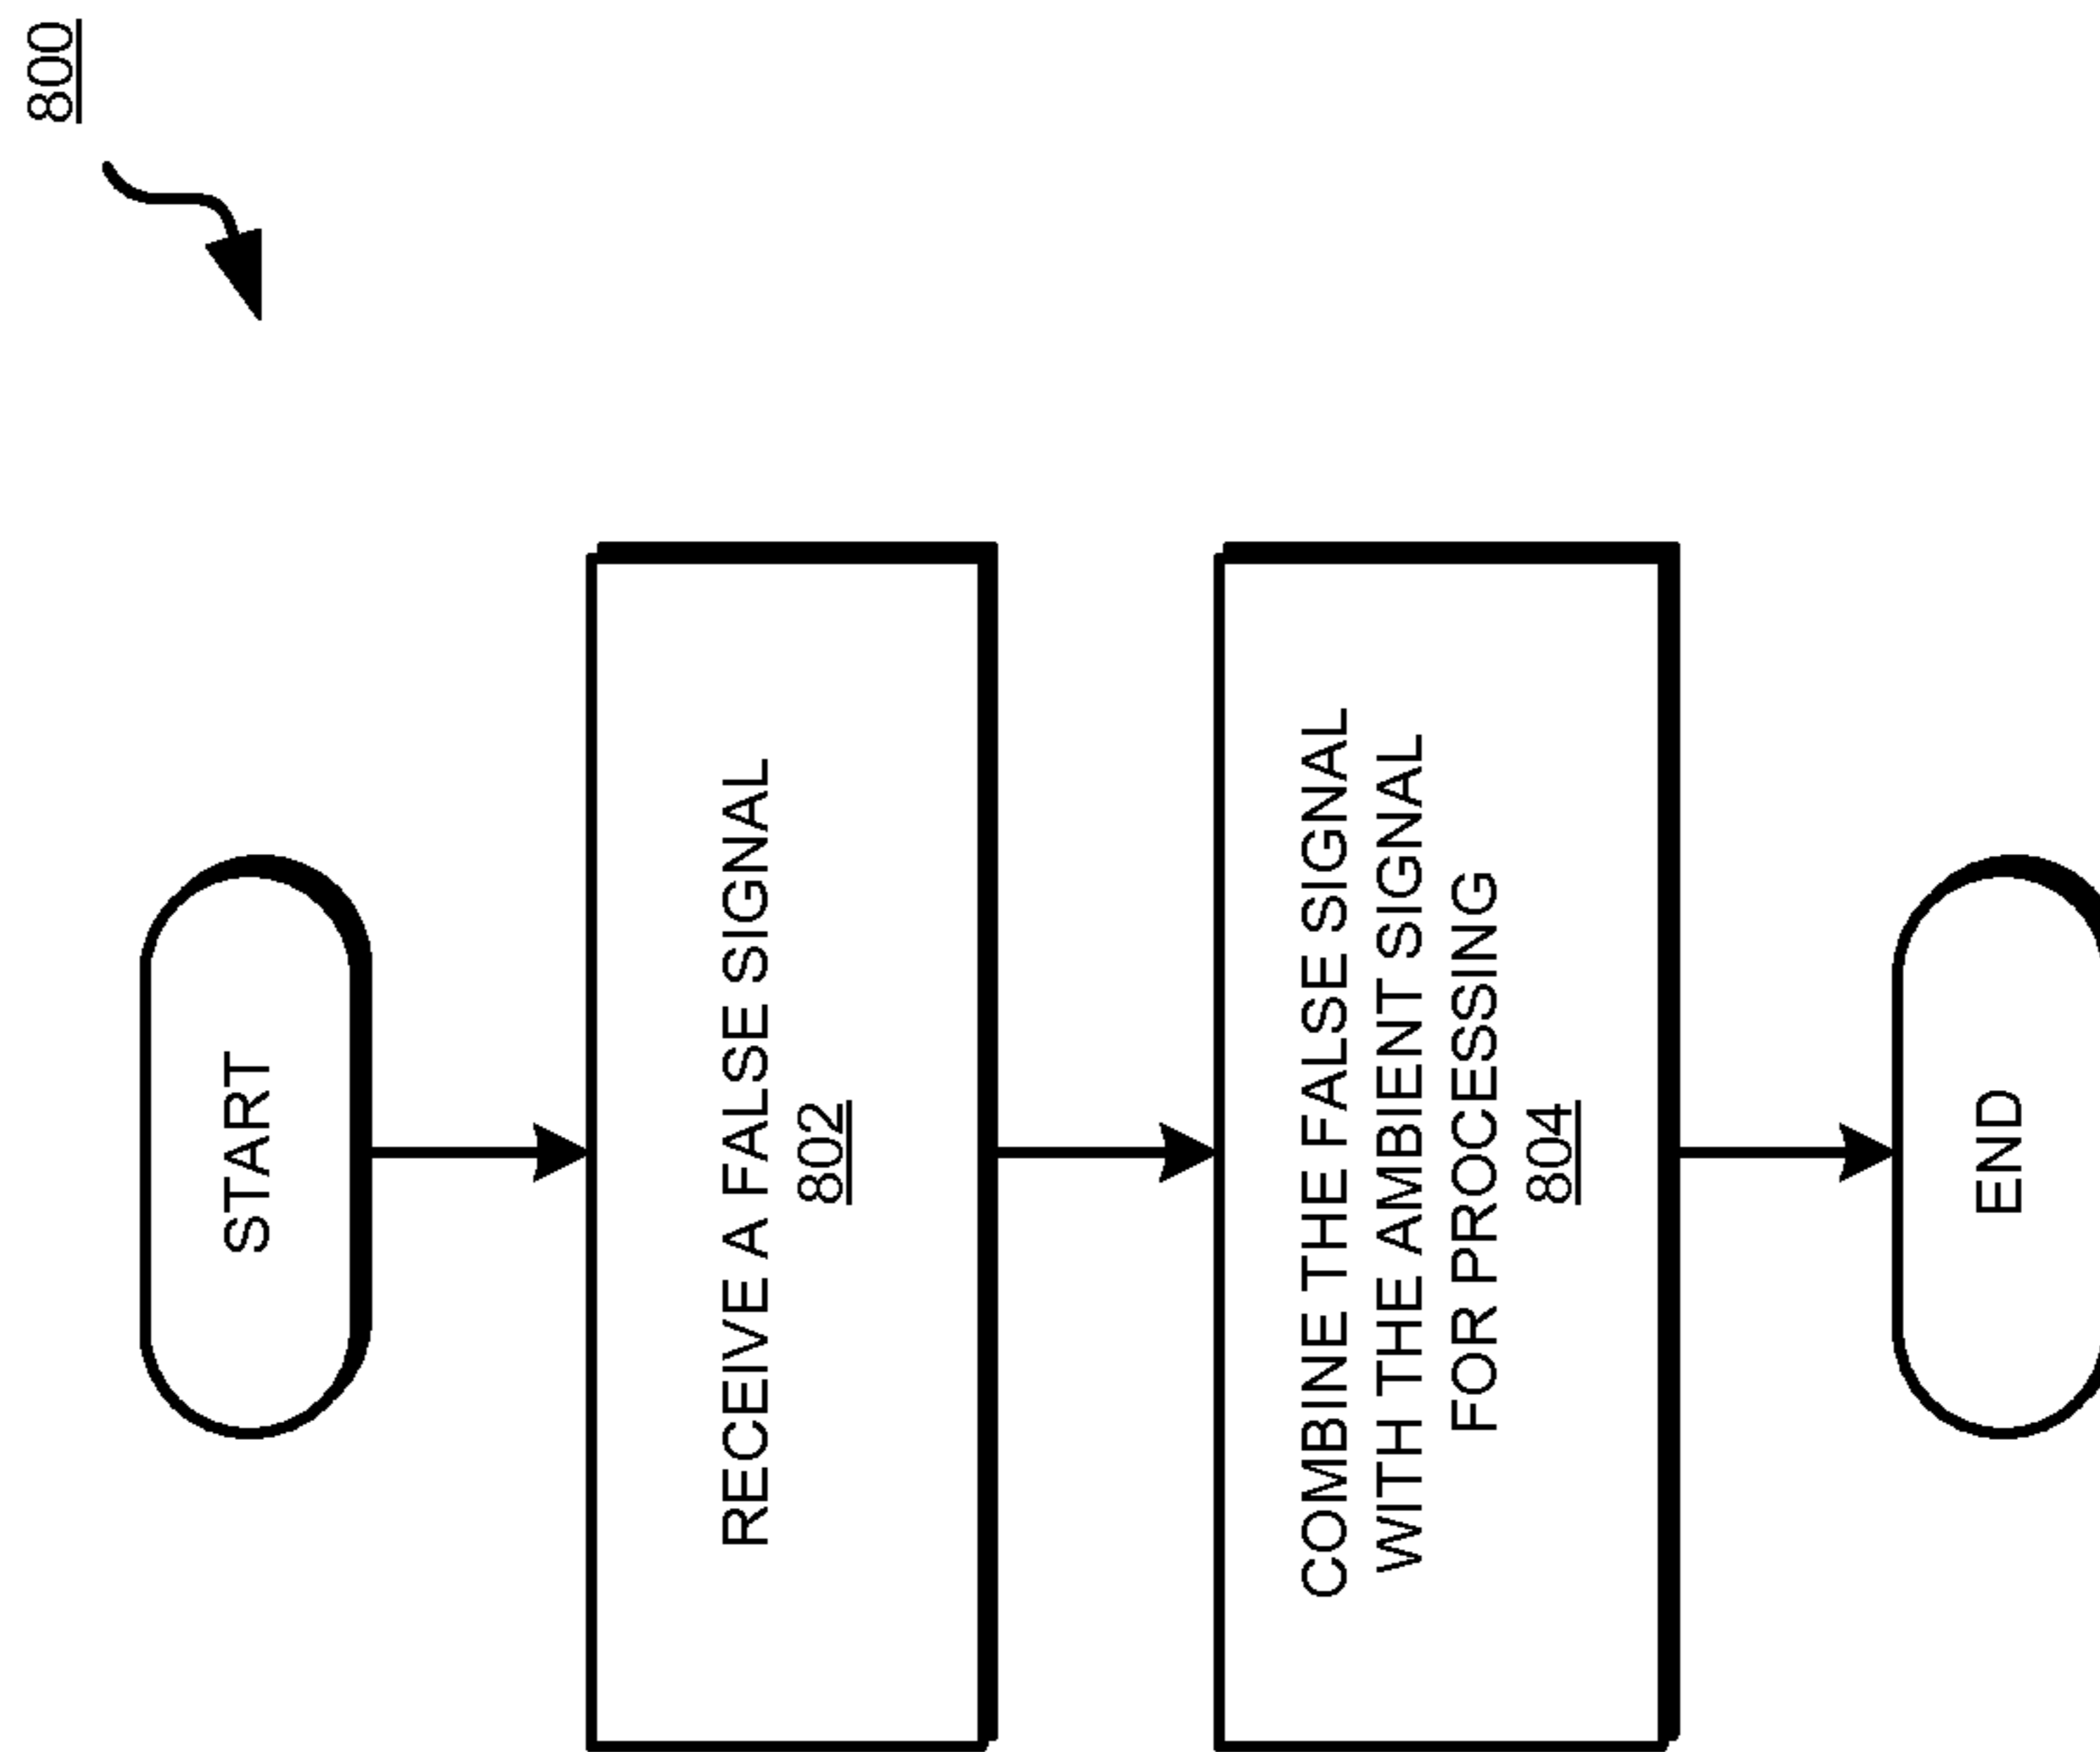 800
START
RECEIVE A FALSE SIGNAL
802
COMBINE THE FALSE SIGNAL
WITH THE AMBIENT SIGNAL
FOR PROCESSING
804
END